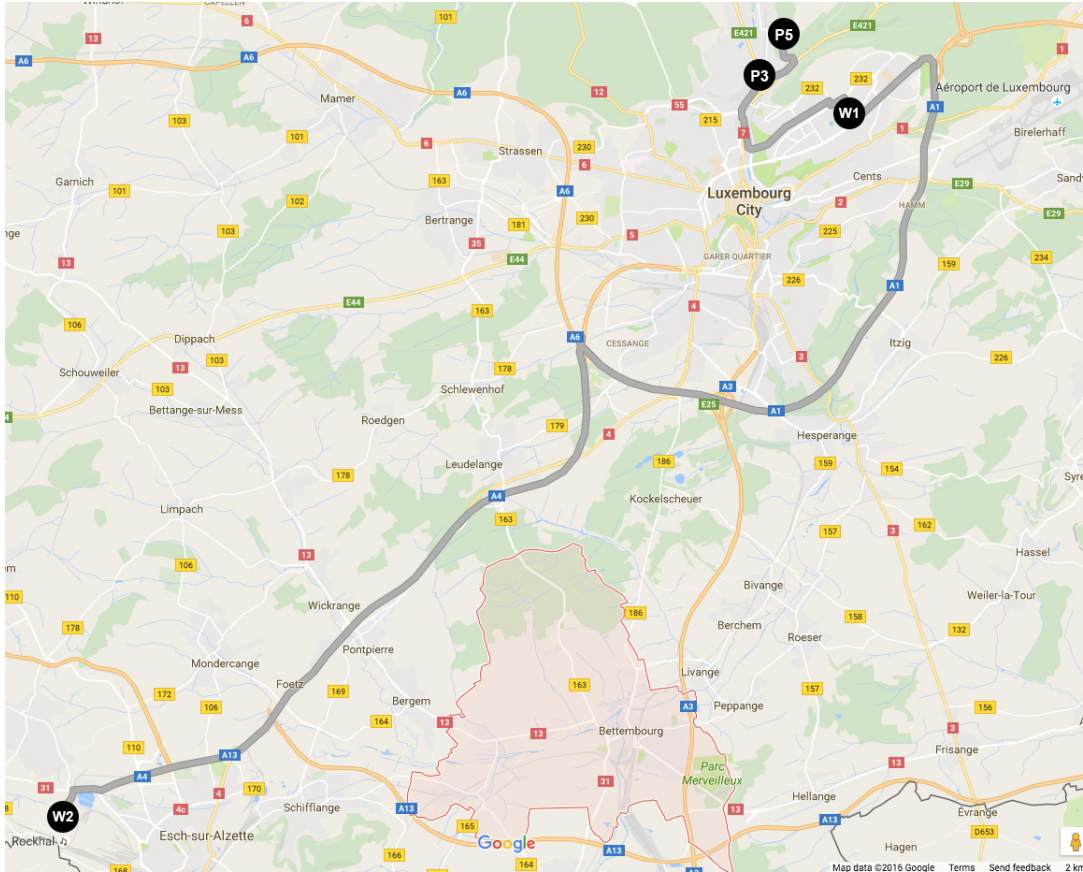 CAPELLEN
6
101
E421
P5
E421
13
A6
A6
P3
232
232
1
A6
12
Aéroport de Luxembourg
Mamer
55
W1
A1
103
215
7
1
Birelerhaff
101
6
Strassen
230
6
Garnich
163
Cents
101
A6
Luxembourg
City
HAMM
E29
102
2
Bertrange
181
230
E29
103
5
225
35
13
E44
GARER QUARTIER
159
234
226
A1
E44
163
4
106
Dippach
A6
CESSANGE
Itzig
103
3
226
Schouweiler
13
178
103
Schlewenhof
A3
Bettange-sur-Mess
E25
A1
Roedgen
179
4
Hesperange
Leudelange
186
159
154
178
A4
Kockelscheuer
Limpach
163
157
3
162
13
Hassel
106
110
Bivange
Weiler-la-Tour
Wickrange
186
158
178
Berchem
132
Roeser
Pontpierre
Mondercange
Livange
Foetz
163
157
172
169
106
Bergem
A3
Peppange
156
164
13
13
3
Bettembourg
110
A13
Frisange
A4
Parc
Merveilleux
13
31
31
170
4
Hellange
W2
4c
Schifflange
A13
13
Évrange
Rockhal
Esch-sur-Alzette
165
A13
D653
Google
166
A13
Hagen
168
164
Map data ©2016 Google Terms Send feedback 2 km